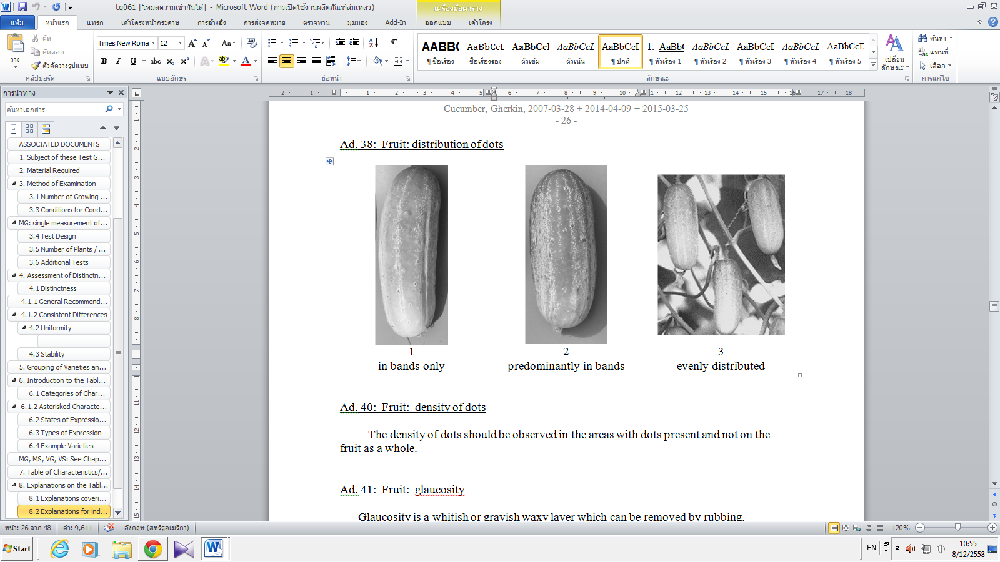 tg061 [โหมดความเข้ากันได้] - Microsoft Word (การเปิดใช้งานผลิตภัณฑ์ล้มเหลว)
เครื่องมือตาราง
แฟ้ม หน้าแรก แทรก เค้าโครงหน้ากระดาษ การอ้างอิง การส่งจดหมาย ตรวจทาน มุมมอง Add-In ออกแบบ เค้าโครง
วาง
ตัด
คัดลอก
ตัวคัดวางรูปแบบ
คลิปบอร์ด
Times New Roma 12
แบบอักษร
ย่อหน้า
AABBC AaBbCcI AaBbCcI AaBbCcL AaBbCcI 1. AaBbC AaBbCcI AaBbCcI AaBbCcI AaBbCcD
¶ ชื่อเรื่อง ชื่อเรื่องรอง ตัวเข้ม ตัวเน้น ¶ ปกติ ¶ หัวเรื่อง 1 ¶ หัวเรื่อง 2 ¶ หัวเรื่อง 3 ¶ หัวเรื่อง 4 ¶ หัวเรื่อง 5
เปลี่ยน
ลักษณะ
ลักษณะ
ค้นหา
แทนที่
เลือก
การแก้ไข
การนำทาง
ค้นหาเอกสาร
ASSOCIATED DOCUMENTS
1. Subject of these Test G...
2. Material Required
3. Method of Examination
3.1 Number of Growing ...
3.3 Conditions for Cond...
MG: single measurement of...
3.4 Test Design
3.5 Number of Plants / ...
3.6 Additional Tests
4. Assessment of Distinctn...
4.1 Distinctness
4.1.1 General Recommend...
4.1.2 Consistent Differences
4.2 Uniformity
4.3 Stability
5. Grouping of Varieties an...
6. Introduction to the Tabl...
6.1 Categories of Char...
6.1.2 Asterisked Characte...
6.2 States of Expressio...
6.3 Types of Expression
6.4 Example Varieties
MG, MS, VG, VS: See Chap...
7. Table of Characteristics/...
8. Explanations on the Tabl...
8.1 Explanations coveri...
8.2 Explanations for ind...
Cucumber, Gherkin, 2007-03-28 + 2014-04-09 + 2015-03-25
- 26 -
Ad. 38: Fruit: distribution of dots
1
in bands only
2
predominantly in bands
3
evenly distributed
Ad. 40: Fruit: density of dots
The density of dots should be observed in the areas with dots present and not on the
fruit as a whole.
Ad. 41: Fruit: glaucosity
Glaucosity is a whitish or grayish waxy layer which can be removed by rubbing.
หน้า: 26 จาก 48 คำ: 9,611 อังกฤษ (สหรัฐอเมริกา) 120%
Start
EN
10:55
8/12/2558